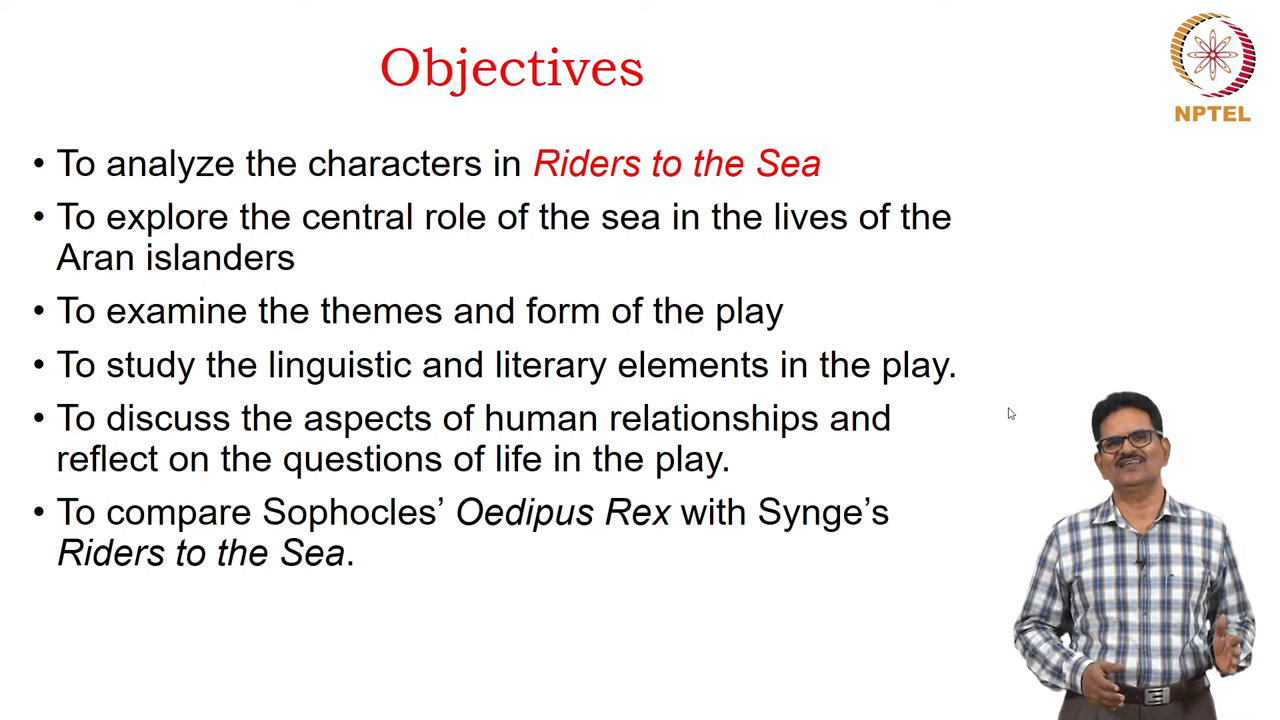 Objectives
NPTEL
• To analyze the characters in Riders to the Sea
• To explore the central role of the sea in the lives of the
Aran islanders
• To examine the themes and form of the play
• To study the linguistic and literary elements in the play.
• To discuss the aspects of human relationships and
reflect on the questions of life in the play.
• To compare Sophocles’ Oedipus Rex with Synge’s
Riders to the Sea.